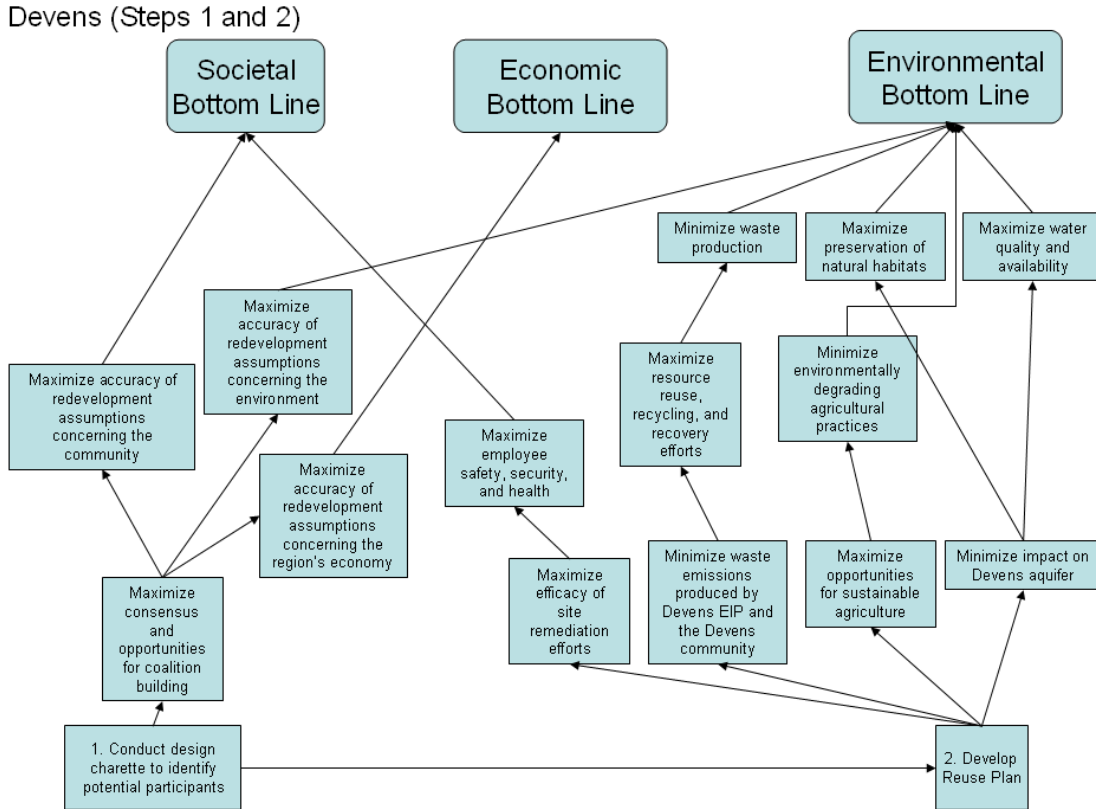 Devens (Steps 1 and 2)
Societal
Bottom Line
Economic
Bottom Line
Environmental
Bottom Line
Minimize waste
production
Maximize
preservation of
natural habitats
Maximize water
quality and
availability
Maximize
accuracy of
redevelopment
assumptions
concerning the
environment
Maximize accuracy of
redevelopment
assumptions
concerning the
community
Maximize
resource
reuse,
recycling, and
recovery
efforts
Minimize
environmentally
degrading
agricultural
practices
Maximize
employee
safety, security,
and health
Maximize
accuracy of
redevelopment
assumptions
concerning the
region's economy
Maximize
consensus
and
opportunities
for coalition
building
Maximize
efficacy of
site
remediation
efforts
Minimize waste
emissions
produced by
Devens EIP and
the Devens
community
Maximize
opportunities
for sustainable
agriculture
Minimize impact on
Devens aquifer
1. Conduct design
charette to identify
potential participants
2. Develop
Reuse Plan